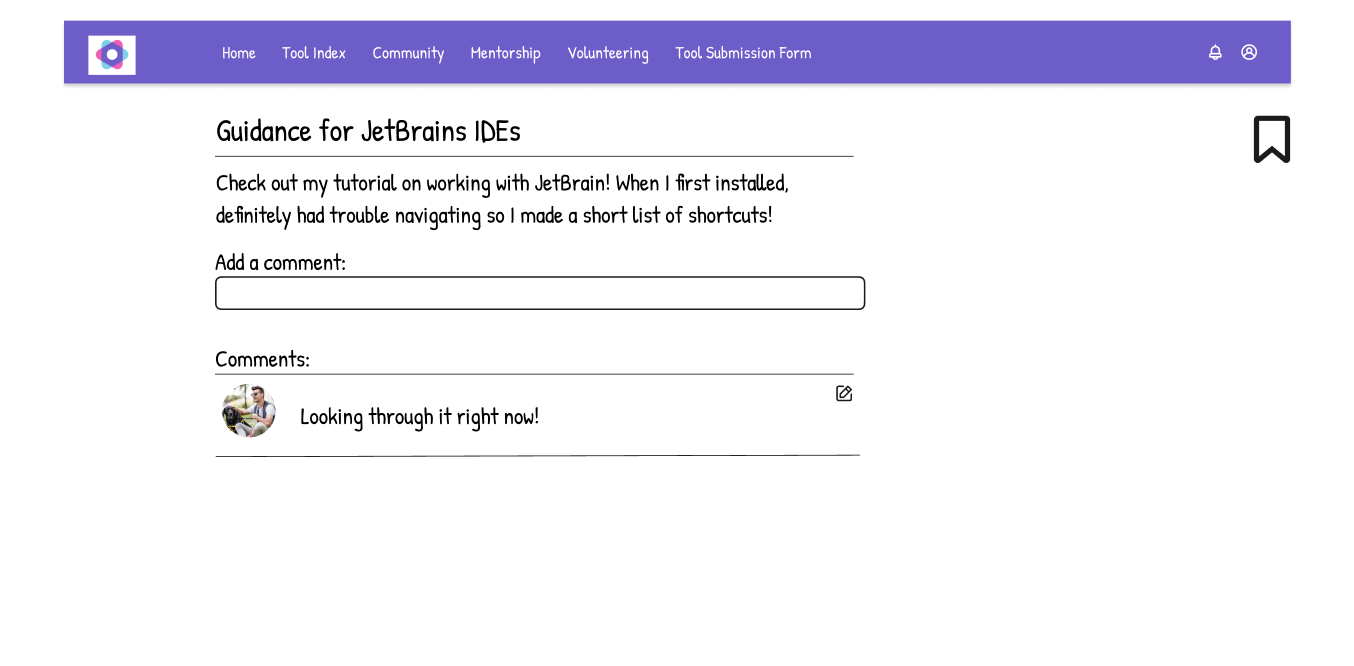 Home Tool Index Community Mentorship Volunteering Tool Submission Form
Guidance for JetBrains IDEs
Check out my tutorial on working with JetBrain! When I first installed,
definitely had trouble navigating so I made a short list of shortcuts!
Add a comment:
Comments:
Looking through it right now!